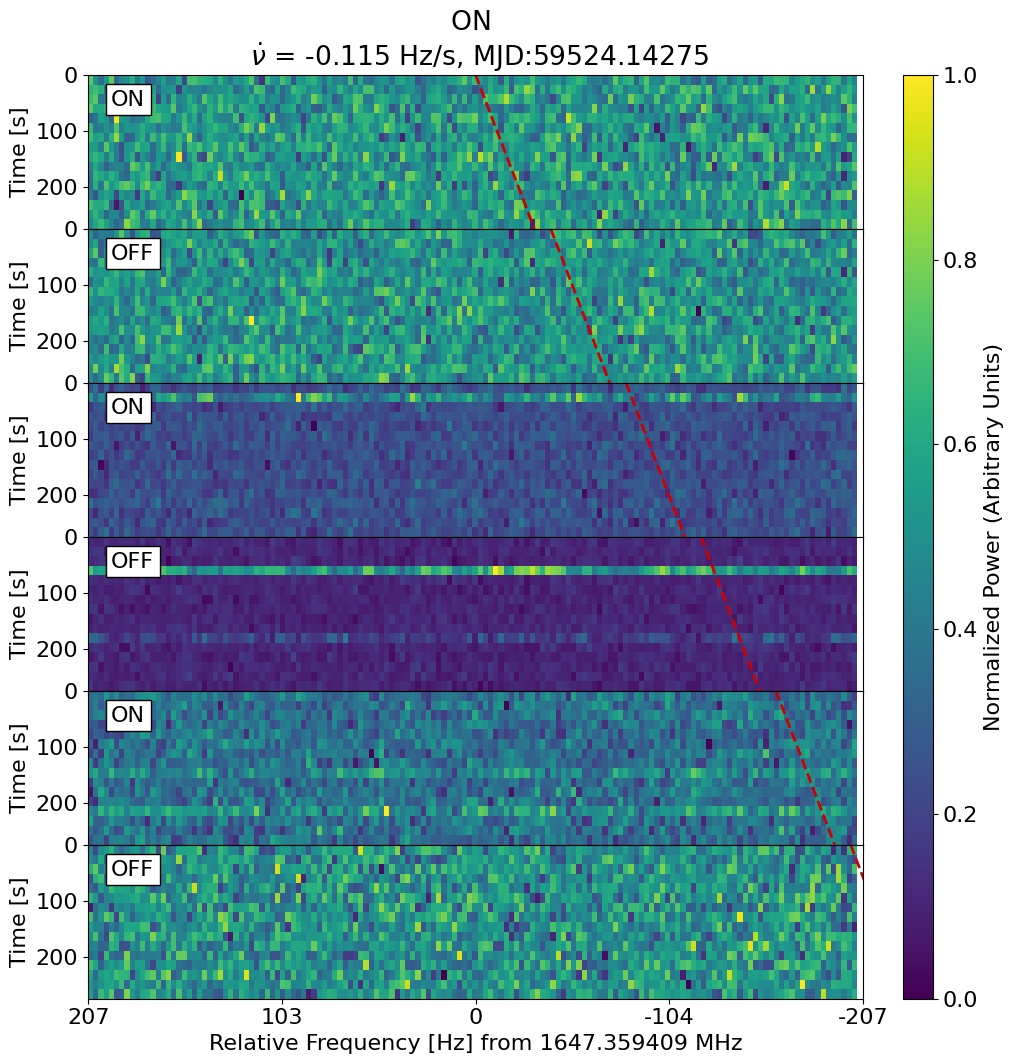 ON
ν̇ = -0.115 Hz/s, MJD:59524.14275
0
100
200
Time [s]
ON
0
100
200
Time [s]
OFF
0
100
200
Time [s]
ON
0
100
200
Time [s]
OFF
0
100
200
Time [s]
ON
0
100
200
Time [s]
OFF
207 103 0 -104 -207
Relative Frequency [Hz] from 1647.359409 MHz
1.0
0.8
0.6
0.4
0.2
0.0
Normalized Power (Arbitrary Units)